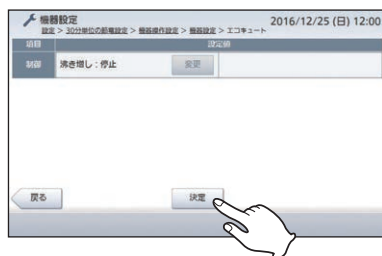 機器設定 2016/12/25 (日) 12:00
設定 > 30分単位の節電設定 > 機器操作設定 > 機器設定 > エコキュート
項目 設定値
制御 沸き増し : 停止 変更
戻る 決定